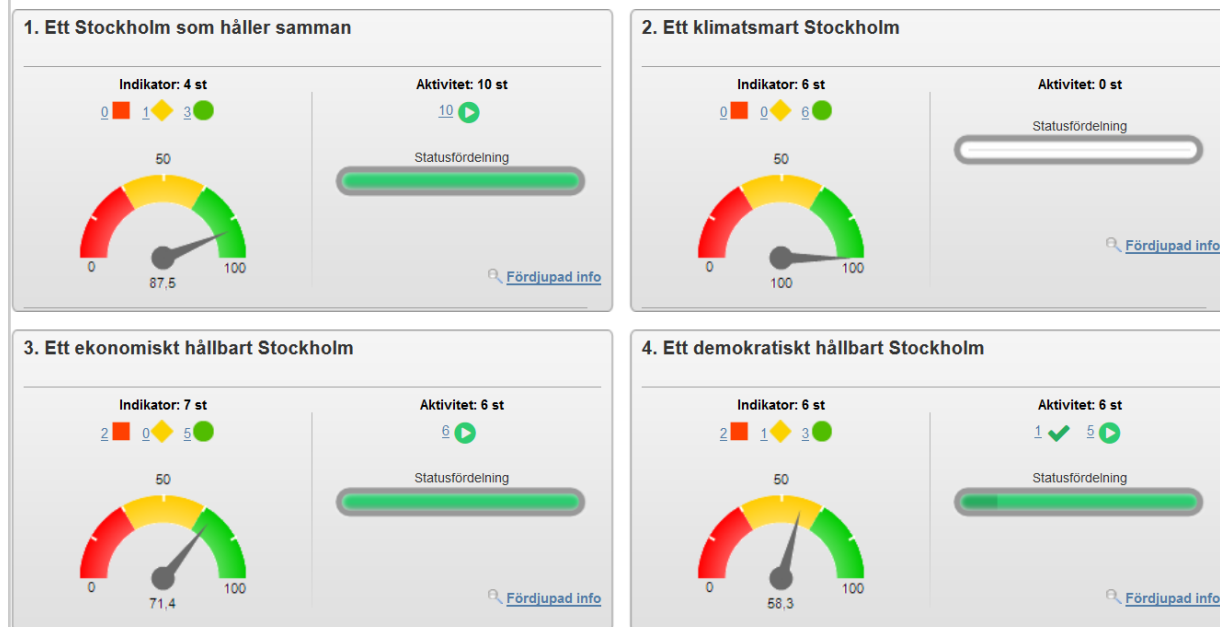 1. Ett Stockholm som håller samman
Indikator: 4 st
0 1 3
50
0 100
87,5
Aktivitet: 10 st
10
Statusfördelning
Fördjupad info
2. Ett klimatsmart Stockholm
Indikator: 6 st
0 0 6
50
0 100
100
Aktivitet: 0 st
Statusfördelning
Fördjupad info
3. Ett ekonomiskt hållbart Stockholm
Indikator: 7 st
2 0 5
50
0 100
71,4
Aktivitet: 6 st
6
Statusfördelning
Fördjupad info
4. Ett demokratiskt hållbart Stockholm
Indikator: 6 st
2 1 3
50
0 100
58,3
Aktivitet: 6 st
1 5
Statusfördelning
Fördjupad info